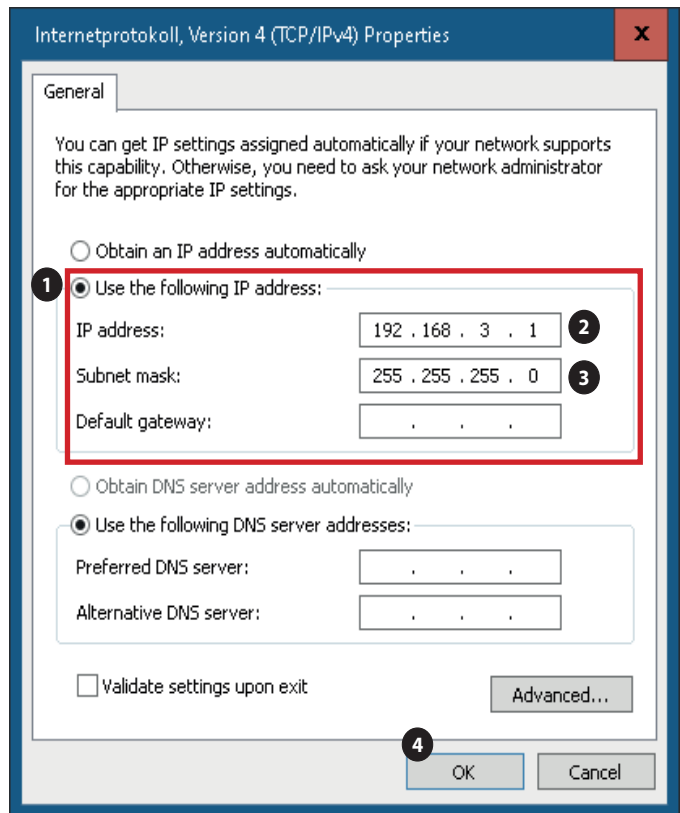 Internetprotokoll, Version 4 (TCP/IPv4) Properties x
General
You can get IP settings assigned automatically if your network supports
this capability. Otherwise, you need to ask your network administrator
for the appropriate IP settings.
Obtain an IP address automatically
1 Use the following IP address:
IP address: 192 . 168 . 3 . 1 2
Subnet mask: 255 . 255 . 255 . 0 3
Default gateway: . . .
Obtain DNS server address automatically
Use the following DNS server addresses:
Preferred DNS server: . . .
Alternative DNS server: . . .
Validate settings upon exit
Advanced...
4
OK Cancel